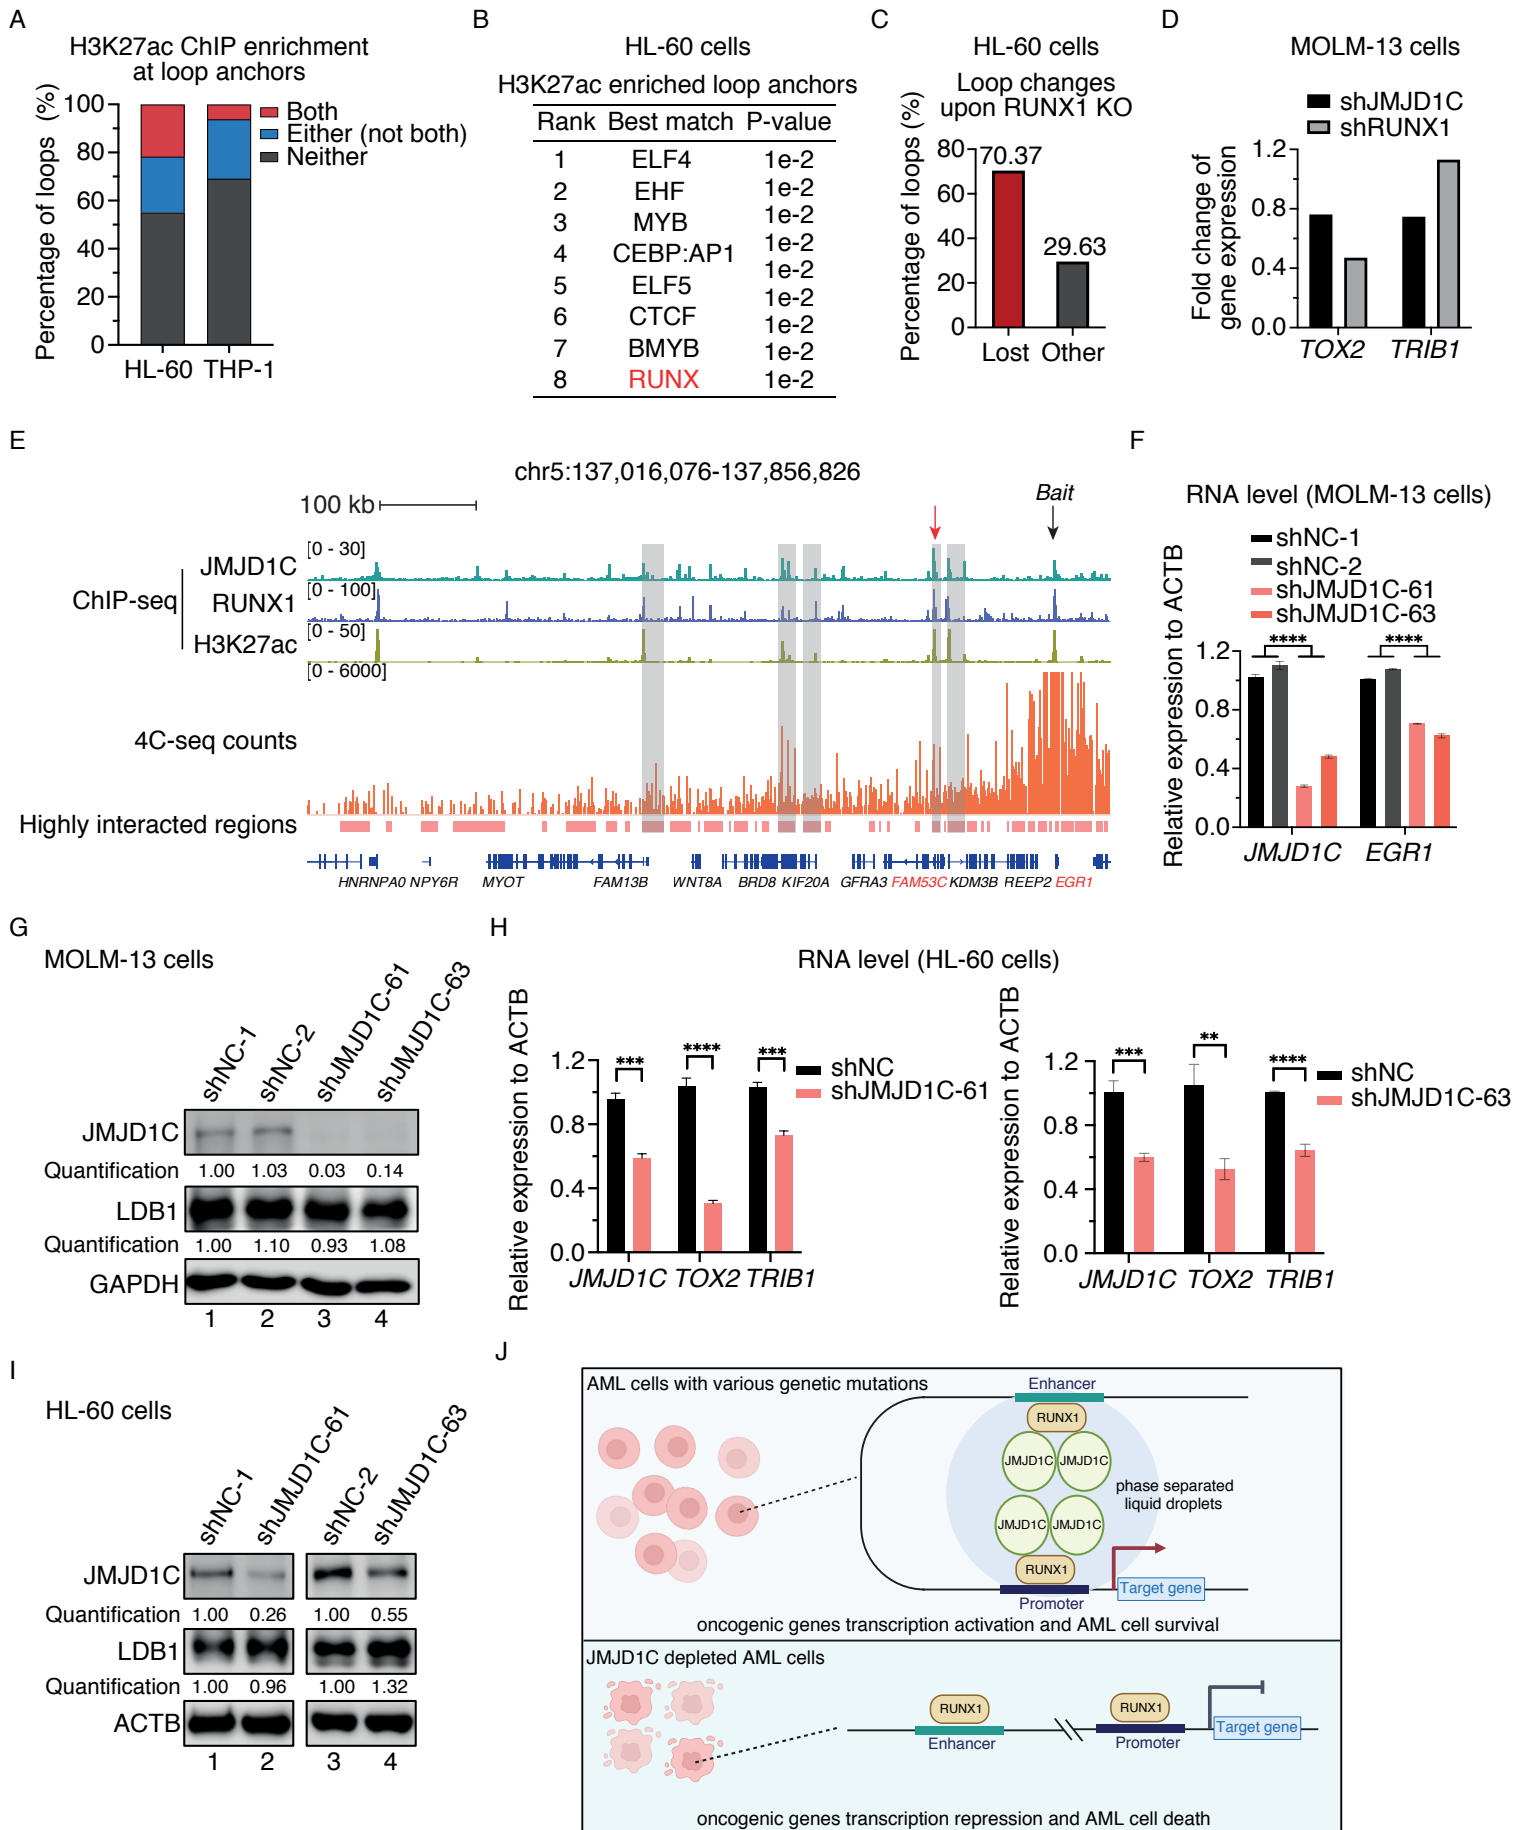 A
H3K27ac ChIP enrichment
at loop anchors
Percentage of loops (%)
100
80
60
40
20
0
HL-60 THP-1
Both
Either (not both)
Neither
B
HL-60 cells
H3K27ac enriched loop anchors
Rank Best match P-value
1 ELF4 1e-2
2 EHF 1e-2
3 MYB 1e-2
4 CEBP:AP1 1e-2
5 ELF5 1e-2
6 CTCF 1e-2
7 BMYB 1e-2
8 RUNX 1e-2
C
HL-60 cells
Loop changes
upon RUNX1 KO
Percentage of loops (%)
80
60
40
20
0
70.37
29.63
Lost Other
D
MOLM-13 cells
shJMJD1C
shRUNX1
Fold change of
gene expression
1.2
0.8
0.4
0.0
TOX2 TRIB1
E
chr5:137,016,076-137,856,826
100 kb
Bait
ChIP-seq
[0 - 30]
JMJD1C
[0 - 100]
RUNX1
[0 - 50]
H3K27ac
[0 - 6000]
4C-seq counts
Highly interacted regions
HNRNPA0 NPY6R MYOT FAM13B WNT8A BRD8 KIF20A GFRA3 FAM53C KDM3B REEP2 EGR1
F
RNA level (MOLM-13 cells)
shNC-1
shNC-2
shJMJD1C-61
shJMJD1C-63
Relative expression to ACTB
1.2
0.8
0.4
0.0
**** ****
JMJD1C EGR1
G
MOLM-13 cells
shNC-1 shNC-2 shJMJD1C-61 shJMJD1C-63
JMJD1C
Quantification 1.00 1.03 0.03 0.14
LDB1
Quantification 1.00 1.10 0.93 1.08
GAPDH
1 2 3 4
H
RNA level (HL-60 cells)
Relative expression to ACTB
1.2
0.8
0.4
0.0
*** **** ***
JMJD1C TOX2 TRIB1
shNC
shJMJD1C-61
Relative expression to ACTB
1.2
0.8
0.4
0.0
*** ** ****
JMJD1C TOX2 TRIB1
shNC
shJMJD1C-63
I
HL-60 cells
shNC-1 shJMJD1C-61 shNC-2 shJMJD1C-63
JMJD1C
Quantification 1.00 0.26 1.00 0.55
LDB1
Quantification 1.00 0.96 1.00 1.32
ACTB
1 2 3 4
J
AML cells with various genetic mutations
Enhancer
RUNX1
JMJD1C JMJD1C
phase separated
liquid droplets
JMJD1C JMJD1C
RUNX1
Promoter
Target gene
oncogenic genes transcription activation and AML cell survival
JMJD1C depleted AML cells
RUNX1 RUNX1
Enhancer Promoter Target gene
oncogenic genes transcription repression and AML cell death